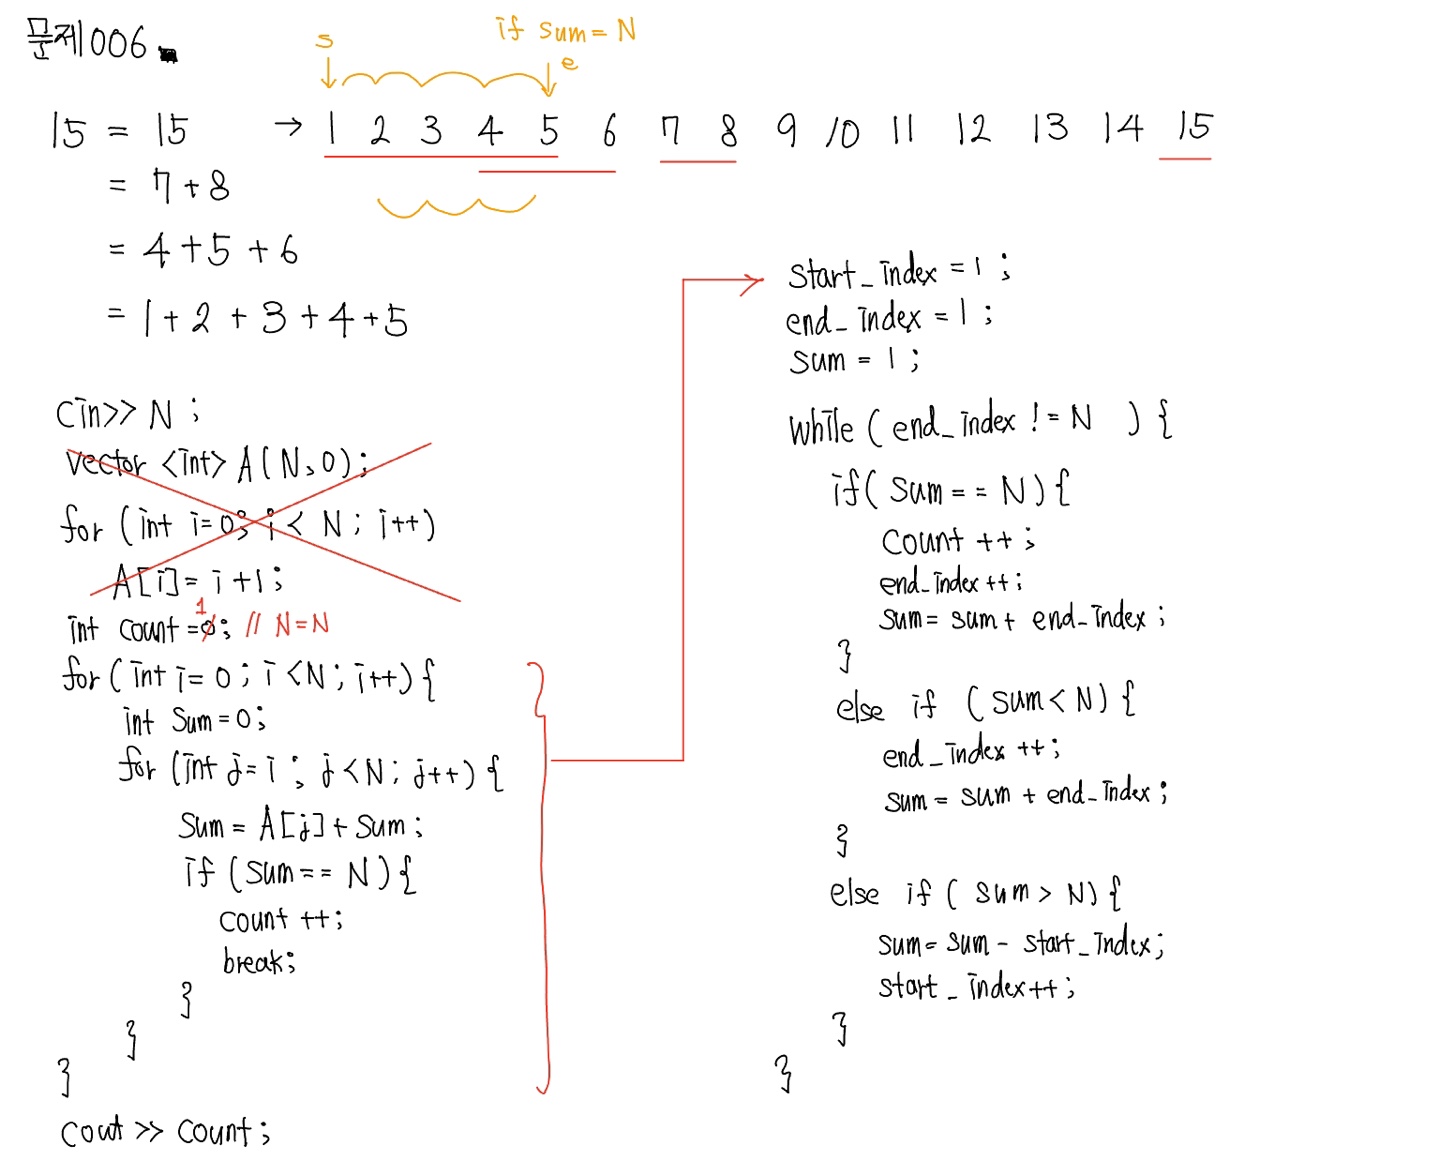 문제006.
if sum = N
s
e
15 = 15 → 1 2 3 4 5 6 7 8 9 10 11 12 13 14 15
= 7+8
= 4+5+6
= 1+2+3+4+5
cin>> N ;
vector <int> A(N,0);
for (int i=0; i< N ; i++)
A[i]= i+1;
int count =0; 1 // N=N
for (int i=0; i<N; i++){
int sum=0;
for (int j=i ; j<N; j++) {
sum= A[j]+sum;
if (sum== N){
count ++;
break;
}
}
}
cout >> count;
start_index =1 ;
end_index =1 ;
sum = 1 ;
while ( end_index != N ) {
if( sum== N){
count ++;
end_index++;
sum= sum+ end_index ;
}
else if (sum< N) {
end_index ++;
sum= sum + end_index ;
}
else if ( sum> N) {
sum= sum - start_index;
start_index++;
}
}